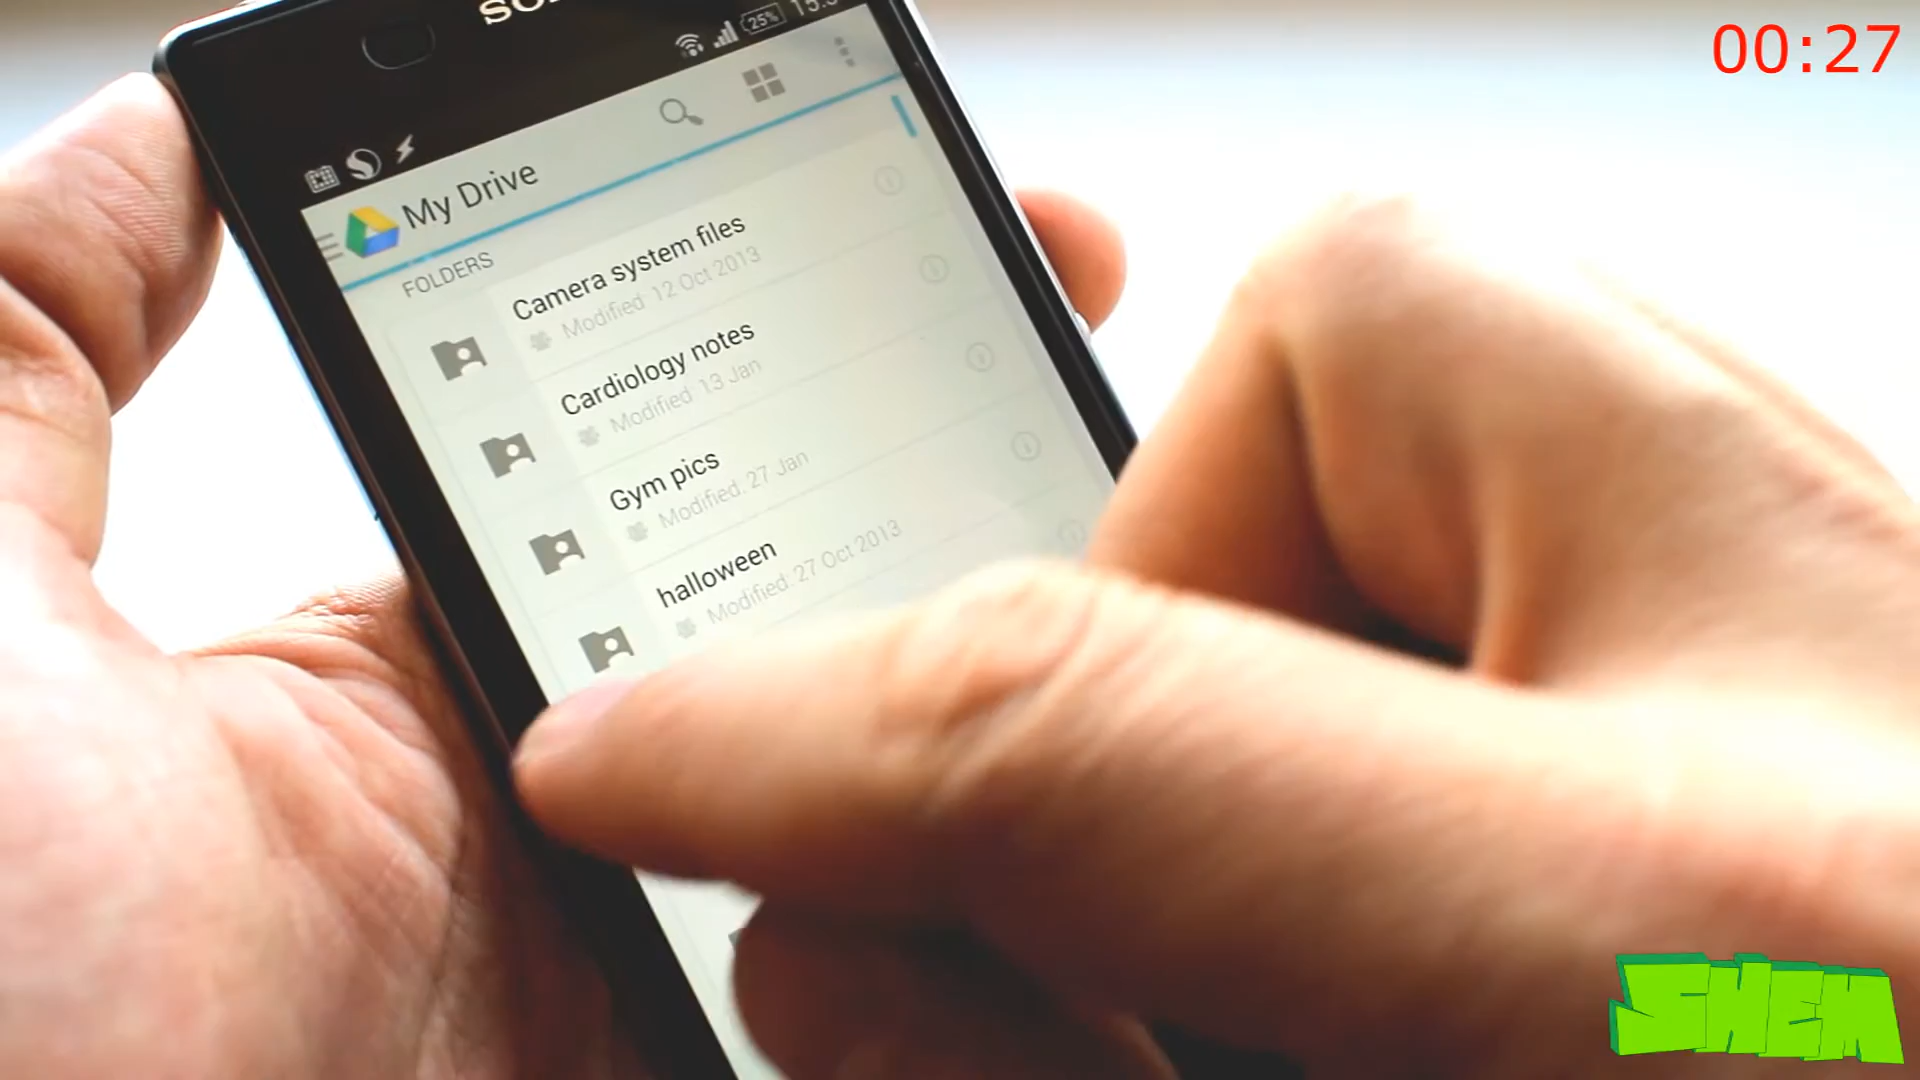 00:27
25%
My Drive
FOLDERS
Camera system files
Modified 12 Oct 2013
Cardiology notes
Modified 13 Jan
Gym pics
Modified: 27 Jan
halloween
Modified: 27 Oct 2013